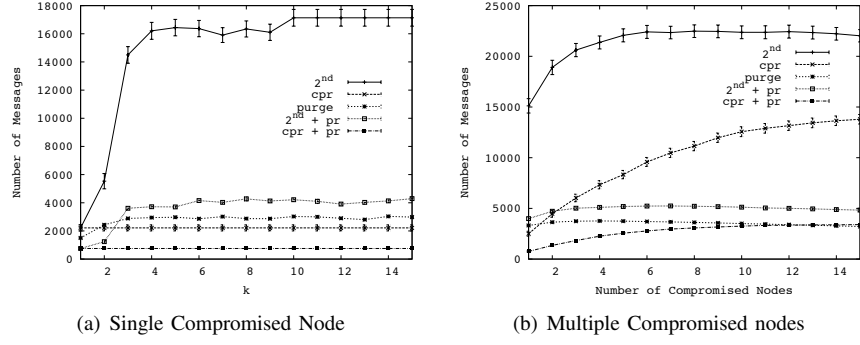 18000
16000
14000
12000
10000
8000
6000
4000
2000
0
Number of Messages
2nd
cpr
purge
2nd + pr
cpr + pr
2 4 6 8 10 12 14
k
(a) Single Compromised Node
25000
20000
15000
10000
5000
0
Number of Messages
2nd
cpr
purge
2nd + pr
cpr + pr
2 4 6 8 10 12 14
Number of Compromised Nodes
(b) Multiple Compromised nodes